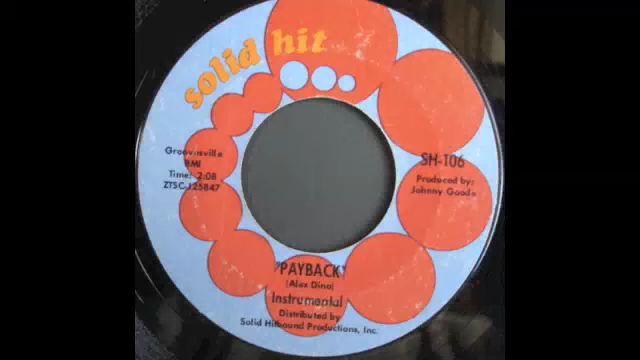 solid hit
Groovesville
BMI
Time: 2:08
ZTSC-125847
SH-106
Produced by:
Johnny Goode
"PAYBACK"
(Alex Dino)
Instrumental
Distributed by
Solid Hitbound Productions, Inc.